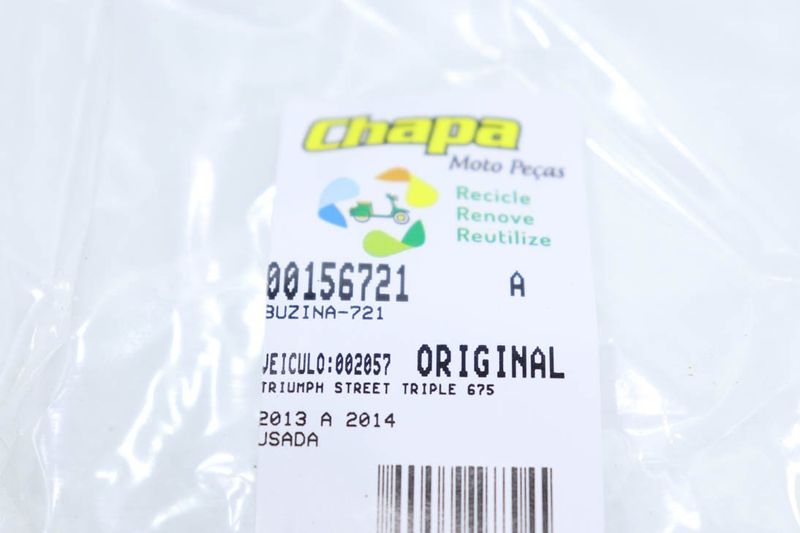 Chapa
Moto Peças
Recicle
Renove
Reutilize
00156721 A
BUZINA-721
VEICULO:002057 ORIGINAL
TRIUMPH STREET TRIPLE 675
2013 A 2014
USADA